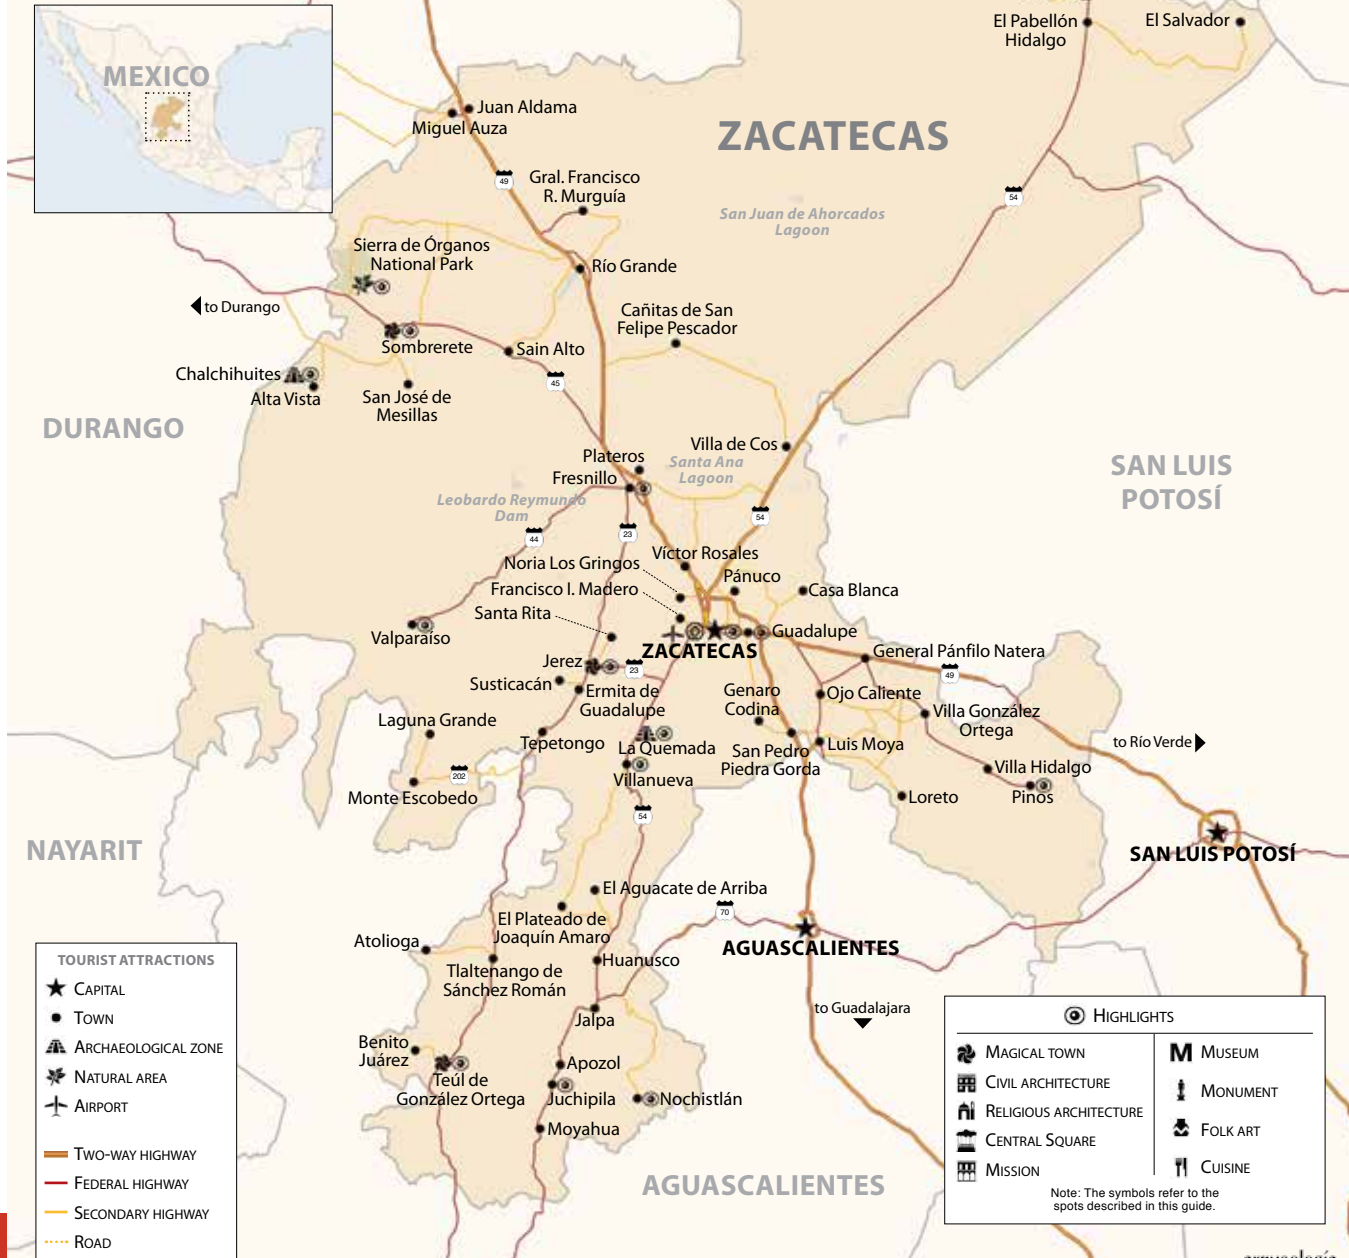 MEXICO
El Pabellón
Hidalgo
El Salvador
Juan Aldama
Miguel Auza
ZACATECAS
49
Gral. Francisco
R. Murguía
54
San Juan de Ahorcados
Lagoon
Sierra de Órganos
National Park
Río Grande
to Durango
Cañitas de San
Felipe Pescador
Sombrerete
Sain Alto
Chalchihuites
45
Alta Vista
San José de
Mesillas
DURANGO
Villa de Cos
Plateros
Santa Ana
Lagoon
Fresnillo
SAN LUIS
POTOSÍ
Leobardo Reymundo
Dam
54
44
23
Víctor Rosales
Noria Los Gringos
Pánuco
Francisco I. Madero
Casa Blanca
Santa Rita
Valparaíso
Guadalupe
ZACATECAS
General Pánfilo Natera
Jerez
23
49
Susticacán
Ermita de
Guadalupe
Genaro
Codina
Ojo Caliente
Villa González
Ortega
Laguna Grande
Tepetongo
La Quemada
San Pedro
Piedra Gorda
Luis Moya
to Río Verde
202
Villanueva
Villa Hidalgo
Monte Escobedo
Loreto
Pinos
54
NAYARIT
SAN LUIS POTOSÍ
El Aguacate de Arriba
70
El Plateado de
Joaquín Amaro
Atolioga
AGUASCALIENTES
Huanusco
Tlaltenango de
Sánchez Román
to Guadalajara
Jalpa
Benito
Juárez
Apozol
Teúl de
González Ortega
Juchipila
Nochistlán
Moyahua
AGUASCALIENTES
TOURIST ATTRACTIONS
CAPITAL
TOWN
ARCHAEOLOGICAL ZONE
NATURAL AREA
AIRPORT
TWO-WAY HIGHWAY
FEDERAL HIGHWAY
SECONDARY HIGHWAY
ROAD
HIGHLIGHTS
MAGICAL TOWN
CIVIL ARCHITECTURE
RELIGIOUS ARCHITECTURE
CENTRAL SQUARE
MISSION
M MUSEUM
MONUMENT
FOLK ART
CUISINE
Note: The symbols refer to the
spots described in this guide.